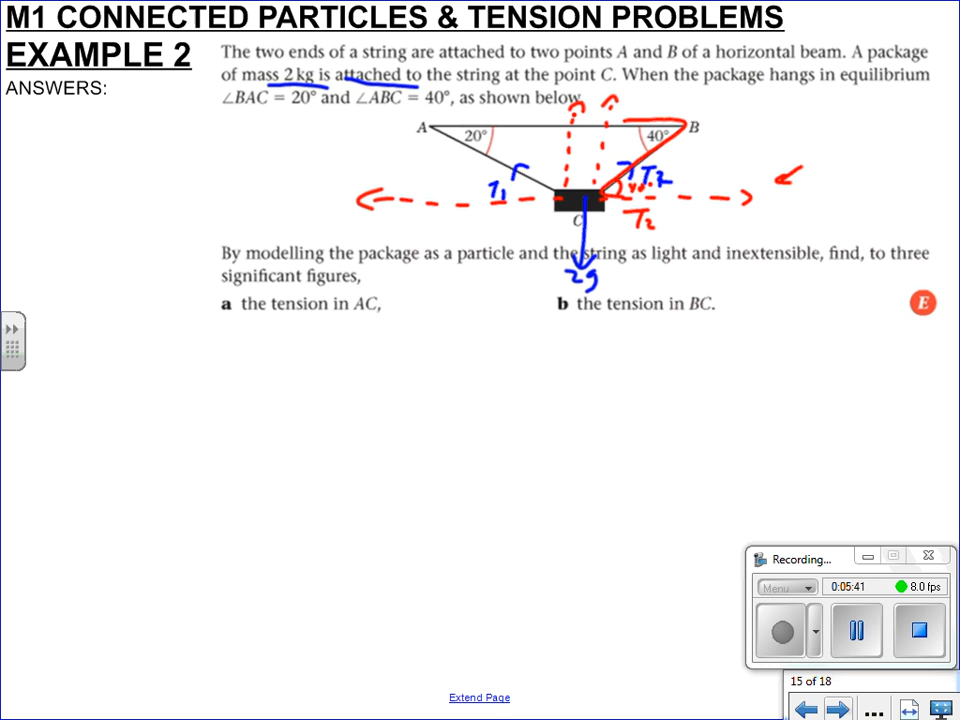 M1 CONNECTED PARTICLES & TENSION PROBLEMS
EXAMPLE 2
ANSWERS:
The two ends of a string are attached to two points A and B of a horizontal beam. A package
of mass 2 kg is attached to the string at the point C. When the package hangs in equilibrium
∠BAC = 20° and ∠ABC = 40°, as shown below.
A 20° 40° B
T₁ T₂
T₂
C
2g
By modelling the package as a particle and the string as light and inextensible, find, to three
significant figures,
a the tension in AC, b the tension in BC. E
Recording...
Menu 0:05:41 8.0 fps
15 of 18
Extend Page